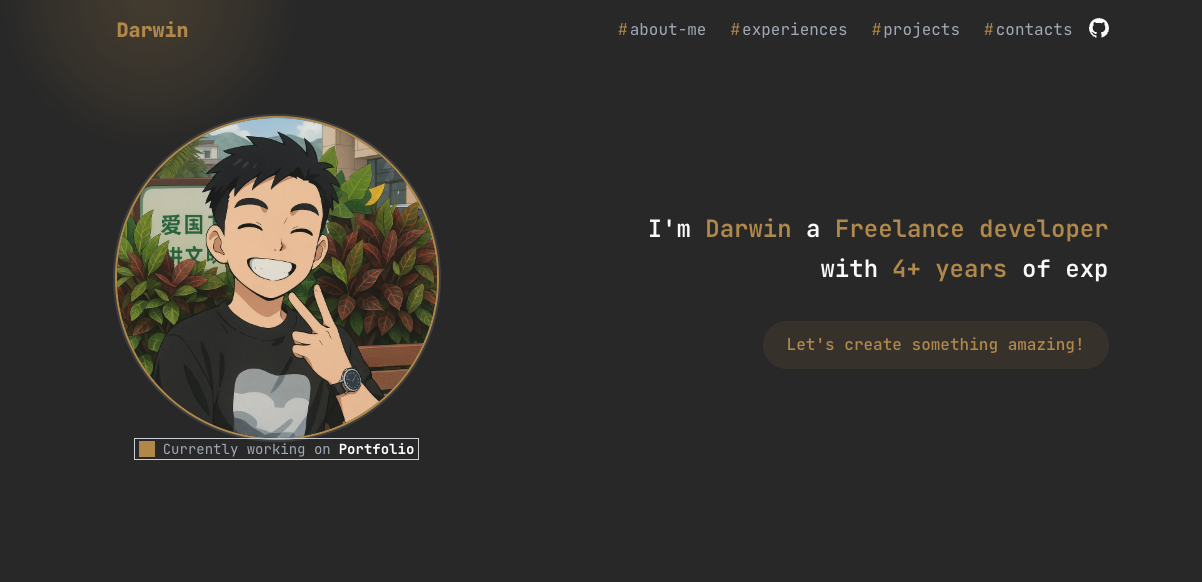 Darwin
#about-me #experiences #projects #contacts
爱国
讲文明
I'm Darwin a Freelance developer
with 4+ years of exp
Let's create something amazing!
Currently working on Portfolio